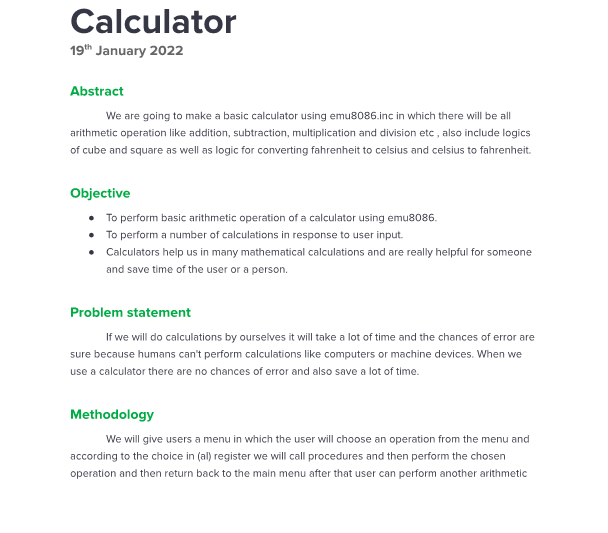 Calculator
19th January 2022
Abstract
We are going to make a basic calculator using emu8086.inc in which there will be all
arithmetic operation like addition, subtraction, multiplication and division etc , also include logics
of cube and square as well as logic for converting fahrenheit to celsius and celsius to fahrenheit.
Objective
● To perform basic arithmetic operation of a calculator using emu8086.
● To perform a number of calculations in response to user input.
● Calculators help us in many mathematical calculations and are really helpful for someone
and save time of the user or a person.
Problem statement
If we will do calculations by ourselves it will take a lot of time and the chances of error are
sure because humans can't perform calculations like computers or machine devices. When we
use a calculator there are no chances of error and also save a lot of time.
Methodology
We will give users a menu in which the user will choose an operation from the menu and
according to the choice in (al) register we will call procedures and then perform the chosen
operation and then return back to the main menu after that user can perform another arithmetic